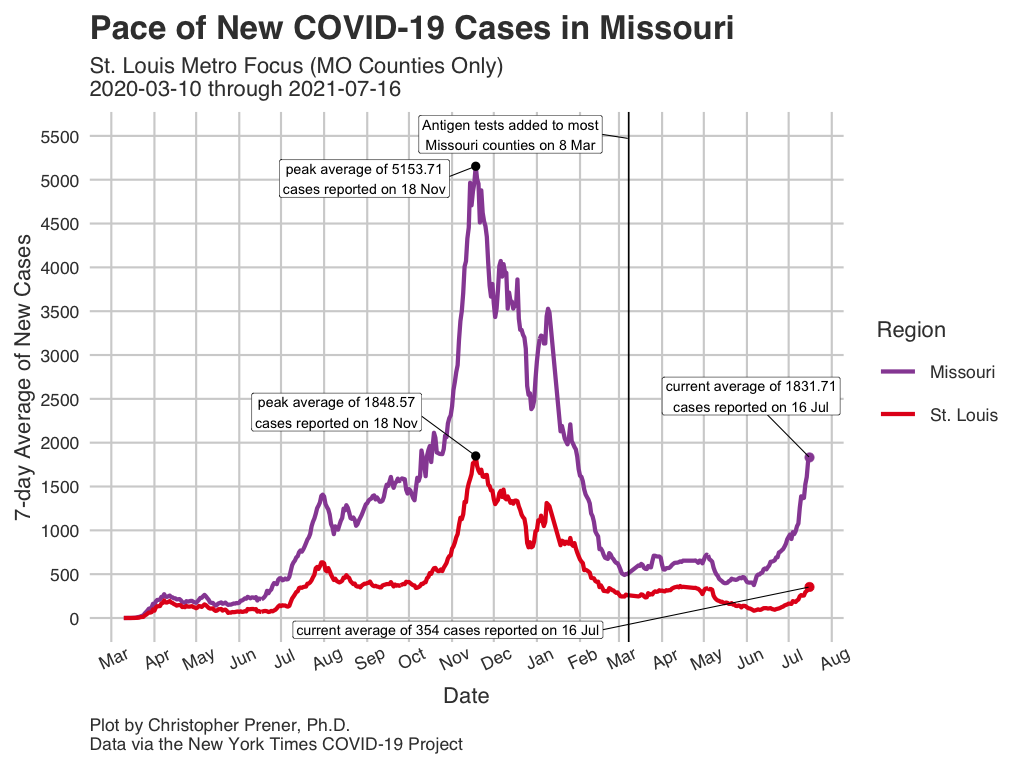 Pace of New COVID-19 Cases in Missouri
St. Louis Metro Focus (MO Counties Only)
2020-03-10 through 2021-07-16
Antigen tests added to most
Missouri counties on 8 Mar
peak average of 5153.71
cases reported on 18 Nov
peak average of 1848.57
cases reported on 18 Nov
current average of 1831.71
cases reported on 16 Jul
current average of 354 cases reported on 16 Jul
7-day Average of New Cases
5500
5000
4500
4000
3500
3000
2500
2000
1500
1000
500
0
Mar Apr May Jun Jul Aug Sep Oct Nov Dec Jan Feb Mar Apr May Jun Jul Aug
Date
Region
Missouri
St. Louis
Plot by Christopher Prener, Ph.D.
Data via the New York Times COVID-19 Project